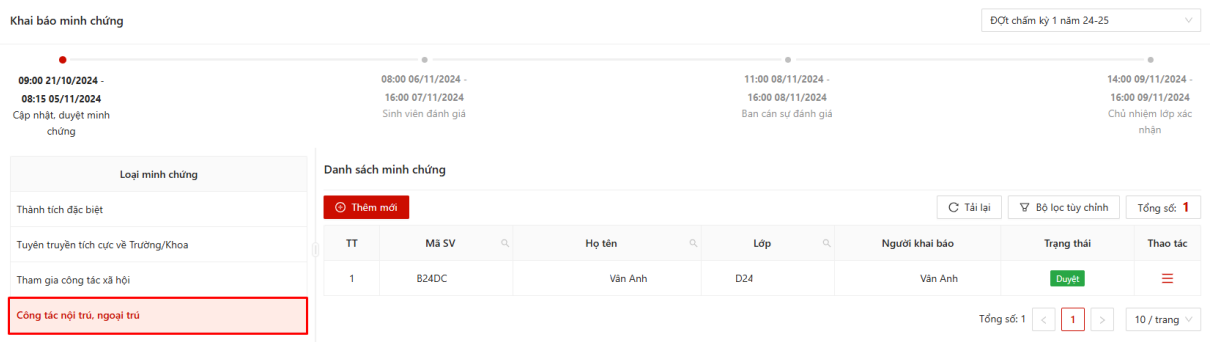 Khai báo minh chứng
ĐỢt chấm kỳ 1 năm 24-25
09:00 21/10/2024 -
08:15 05/11/2024
Cập nhật, duyệt minh
chứng
08:00 06/11/2024 -
16:00 07/11/2024
Sinh viên đánh giá
11:00 08/11/2024 -
16:00 08/11/2024
Ban cán sự đánh giá
14:00 09/11/2024 -
16:00 09/11/2024
Chủ nhiệm lớp xác
nhận
Loại minh chứng
Thành tích đặc biệt
Tuyên truyền tích cực về Trường/Khoa
Tham gia công tác xã hội
Công tác nội trú, ngoại trú
Danh sách minh chứng
Thêm mới
Tải lại
Bộ lọc tùy chỉnh
Tổng số: 1
TT Mã SV Họ tên Lớp Người khai báo Trạng thái Thao tác
1 B24DC Vân Anh D24 Vân Anh Duyệt
Tổng số: 1 < 1 > 10 / trang